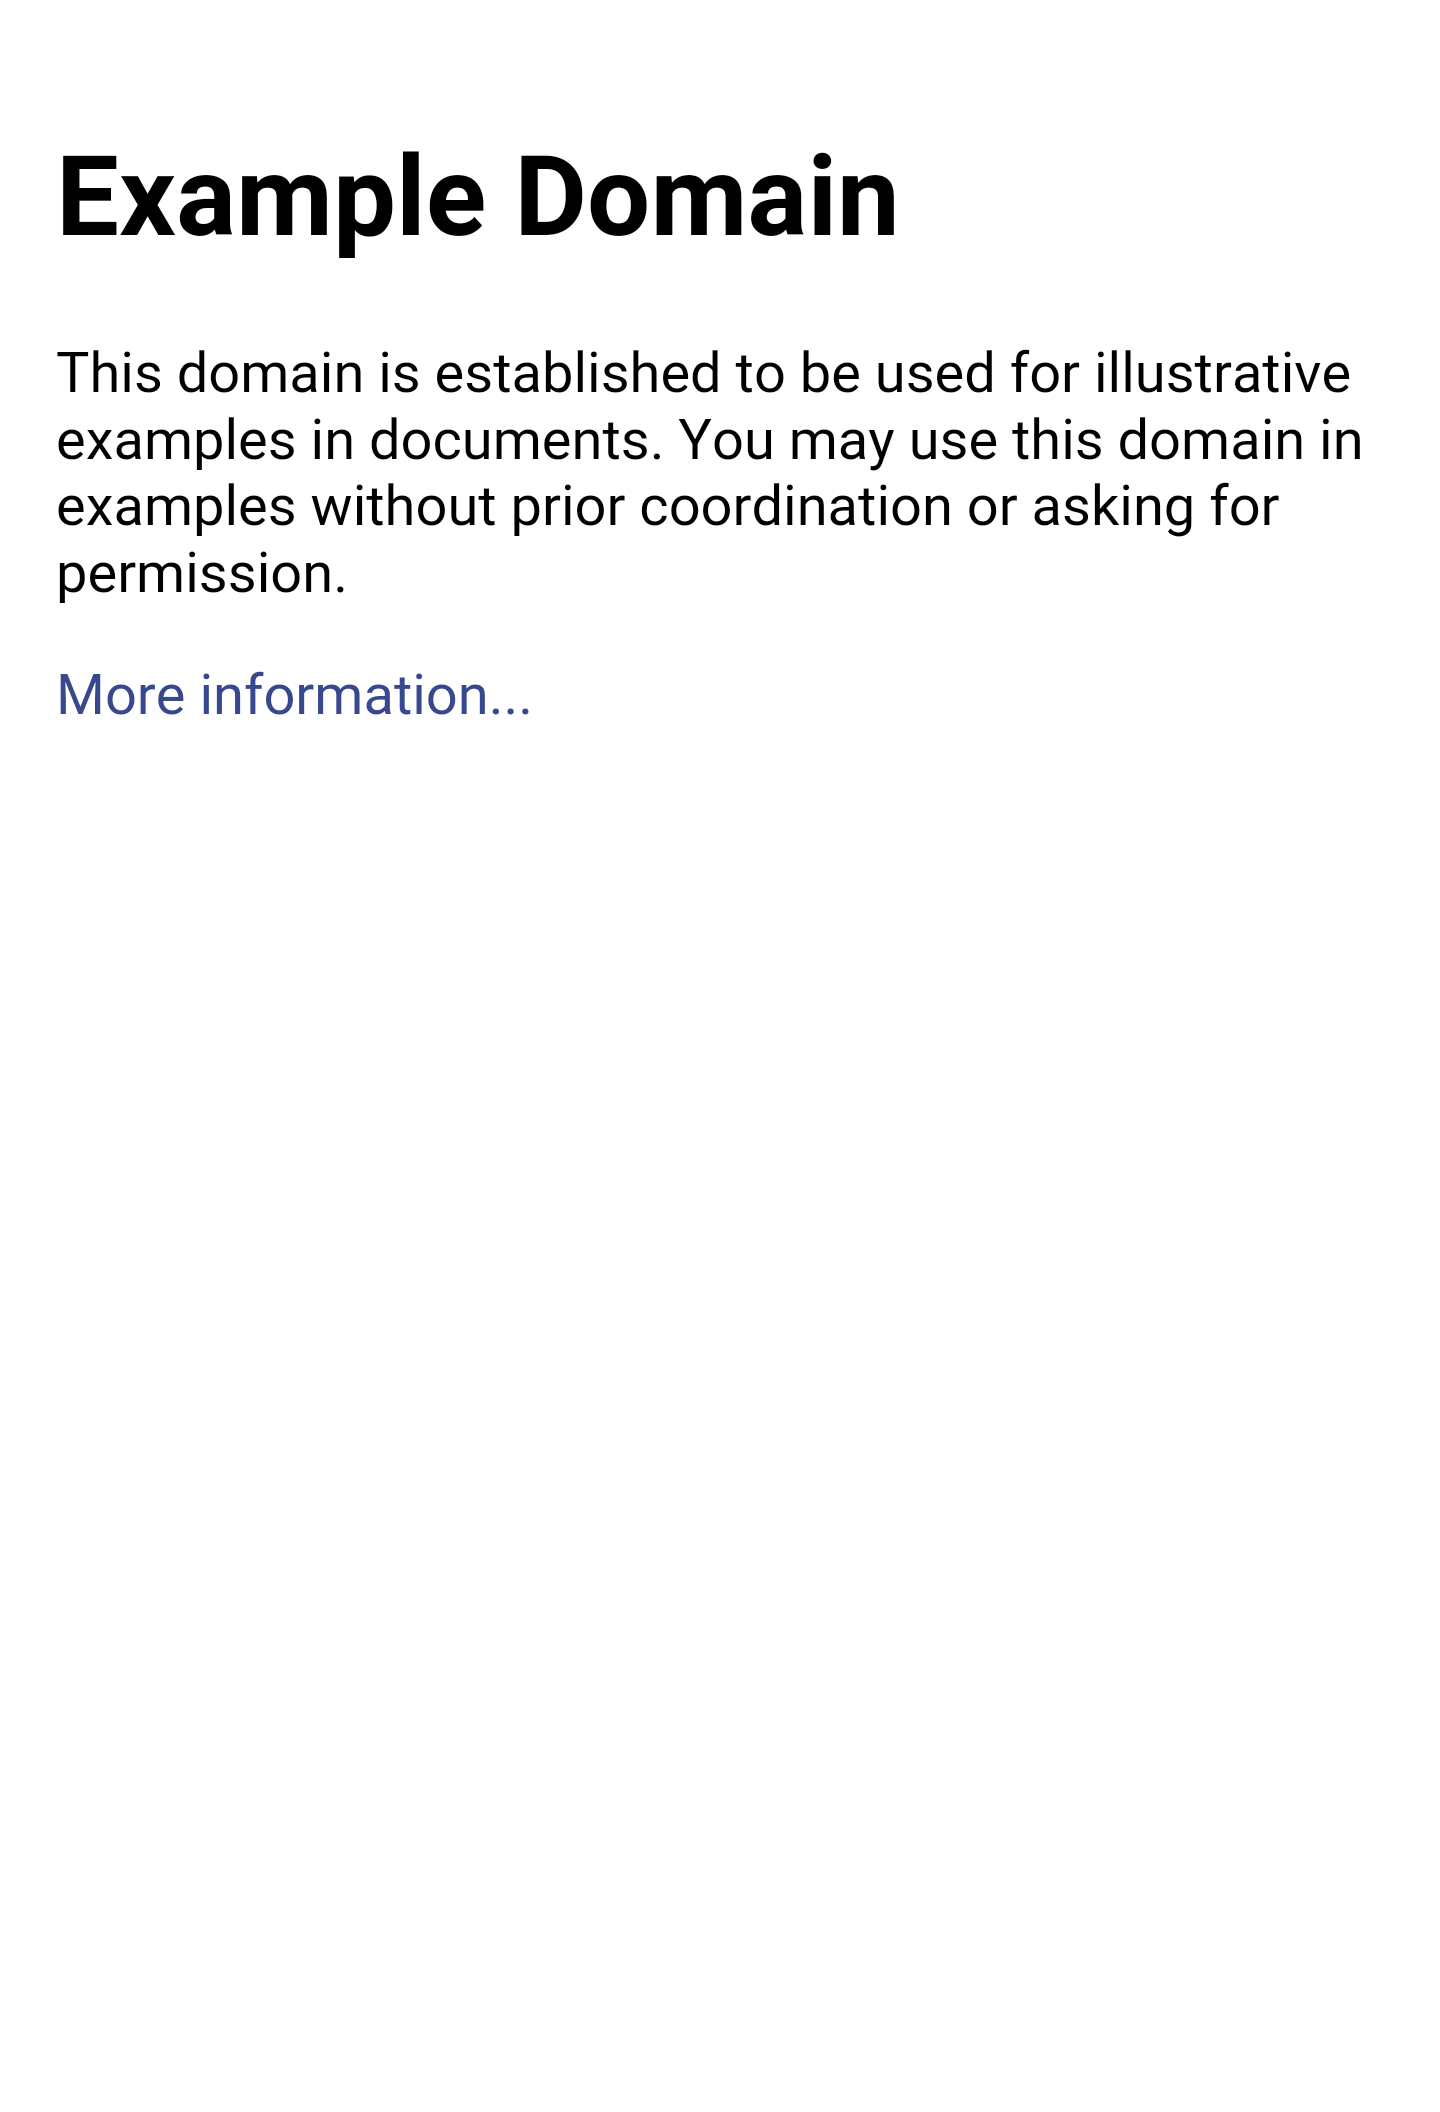 Example Domain
This domain is established to be used for illustrative
examples in documents. You may use this domain in
examples without prior coordination or asking for
permission.
More information...